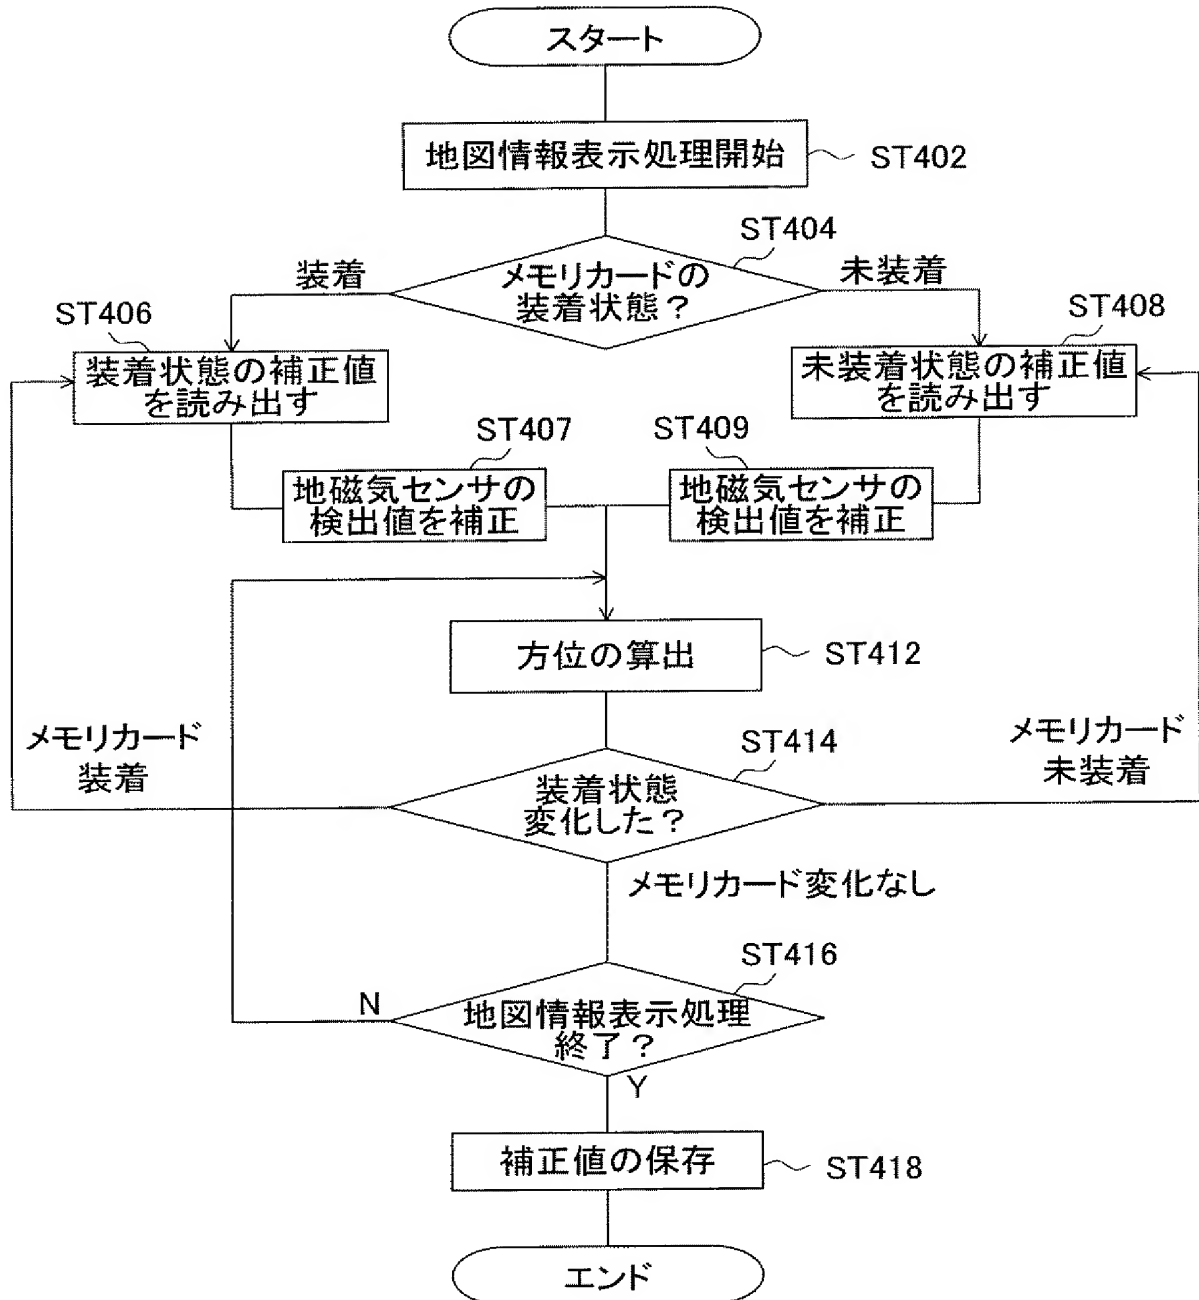 スタート
地図情報表示処理開始
ST402
ST404
装着
メモリカードの
装着状態？
未装着
ST406
装着状態の補正値
を読み出す
ST408
未装着状態の補正値
を読み出す
ST407
地磁気センサの
検出値を補正
ST409
地磁気センサの
検出値を補正
方位の算出
ST412
メモリカード
装着
ST414
装着状態
変化した？
メモリカード
未装着
メモリカード変化なし
ST416
N
地図情報表示処理
終了？
Y
補正値の保存
ST418
エンド